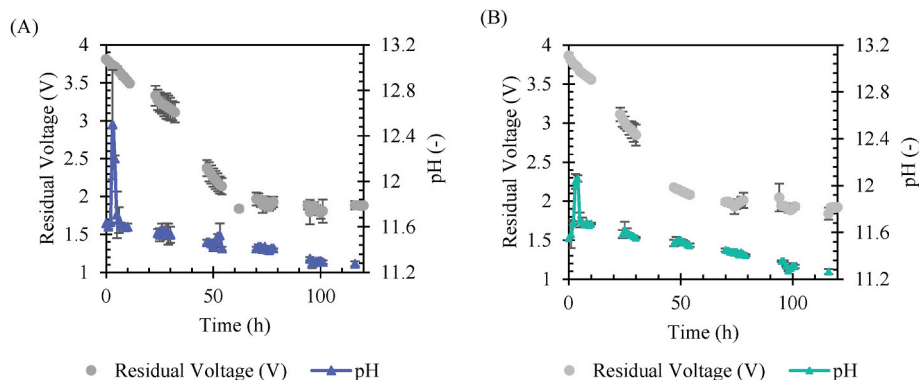 (A)
4
3.5
3
2.5
2
1.5
1
Residual Voltage (V)
13.2
12.8
12.4
12
11.6
11.2
pH (-)
0
50
100
Time (h)
Residual Voltage (V)
pH
(B)
4
3.5
3
2.5
2
1.5
1
Residual Voltage (V)
13.2
12.8
12.4
12
11.6
11.2
pH (-)
0
50
100
Time (h)
Residual Voltage (V)
pH